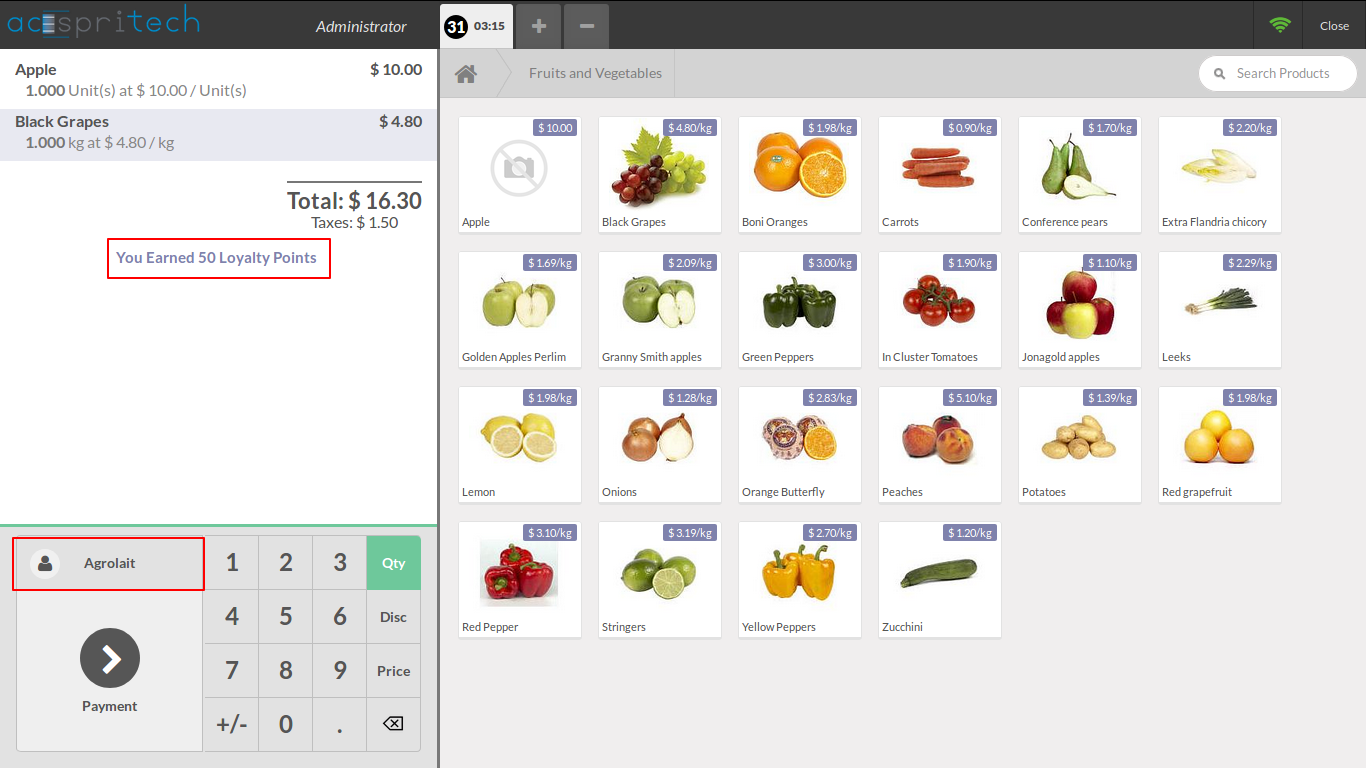 acespritech
Administrator
31 03:15 + −
Close
Apple $ 10.00
1.000 Unit(s) at $ 10.00 / Unit(s)
Black Grapes $ 4.80
1.000 kg at $ 4.80 / kg
Total: $ 16.30
Taxes: $ 1.50
You Earned 50 Loyalty Points
Agrolait
Payment
1 2 3 Qty
4 5 6 Disc
7 8 9 Price
+/- 0 .
Fruits and Vegetables
Search Products
$ 10.00
Apple
$ 4.80/kg
Black Grapes
$ 1.98/kg
Boni Oranges
$ 0.90/kg
Carrots
$ 1.70/kg
Conference pears
$ 2.20/kg
Extra Flandria chicory
$ 1.69/kg
Golden Apples Perlim
$ 2.09/kg
Granny Smith apples
$ 3.00/kg
Green Peppers
$ 1.90/kg
In Cluster Tomatoes
$ 1.10/kg
Jonagold apples
$ 2.29/kg
Leeks
$ 1.98/kg
Lemon
$ 1.28/kg
Onions
$ 2.83/kg
Orange Butterfly
$ 5.10/kg
Peaches
$ 1.39/kg
Potatoes
$ 1.98/kg
Red grapefruit
$ 3.10/kg
Red Pepper
$ 3.19/kg
Stringers
$ 2.70/kg
Yellow Peppers
$ 1.20/kg
Zucchini